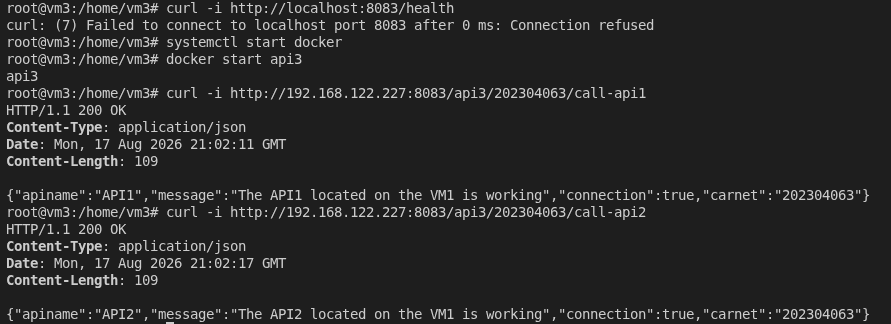 root@vm3:/home/vm3# curl -i http://localhost:8083/health
curl: (7) Failed to connect to localhost port 8083 after 0 ms: Connection refused
root@vm3:/home/vm3# systemctl start docker
root@vm3:/home/vm3# docker start api3
api3
root@vm3:/home/vm3# curl -i http://192.168.122.227:8083/api3/202304063/call-api1
HTTP/1.1 200 OK
Content-Type: application/json
Date: Mon, 17 Aug 2026 21:02:11 GMT
Content-Length: 109

{"apiname":"API1","message":"The API1 located on the VM1 is working","connection":true,"carnet":"202304063"}
root@vm3:/home/vm3# curl -i http://192.168.122.227:8083/api3/202304063/call-api2
HTTP/1.1 200 OK
Content-Type: application/json
Date: Mon, 17 Aug 2026 21:02:17 GMT
Content-Length: 109

{"apiname":"API2","message":"The API2 located on the VM1 is working","connection":true,"carnet":"202304063"}